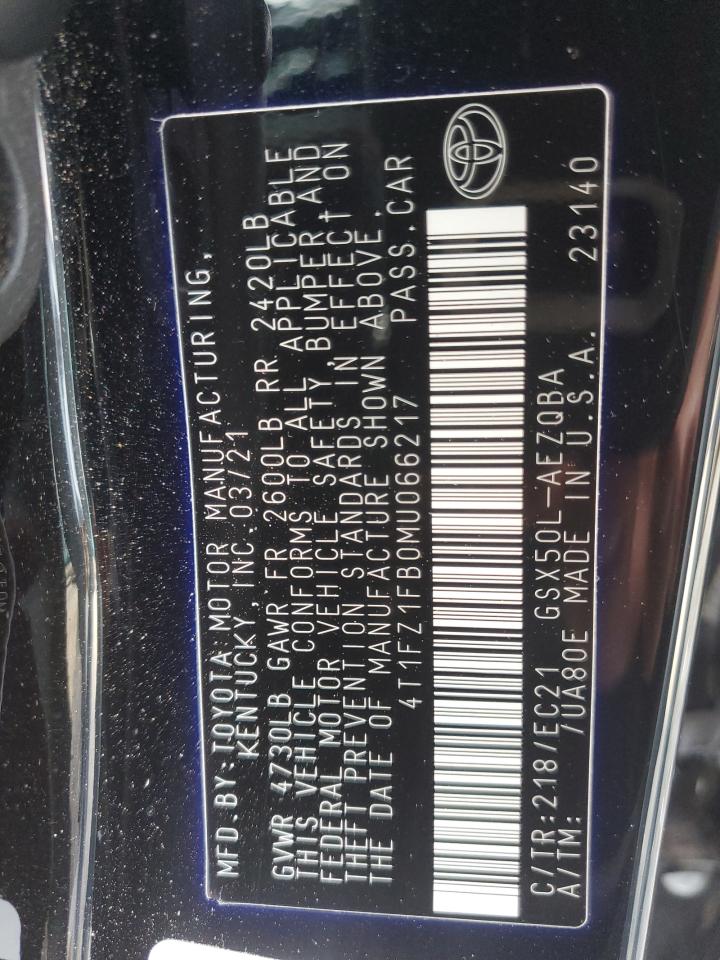 MFD.BY:TOYOTA MOTOR MANUFACTURING,
KENTUCKY, INC.03/21
GVWR 4730LB GAWR FR 2600LB RR 2420LB
THIS VEHICLE CONFORMS TO ALL APPLICABLE
FEDERAL MOTOR VEHICLE SAFETY, BUMPER AND
THEFT PREVENTION STANDARDS IN EFFECT ON
THE DATE OF MANUFACTURE SHOWN ABOVE.
4T1FZ1FB0MU066217 PASS.CAR
C/TR:218/EC21 GSX50L-AEZQBA
A/TM: /UA80E MADE IN U.S.A. 23140